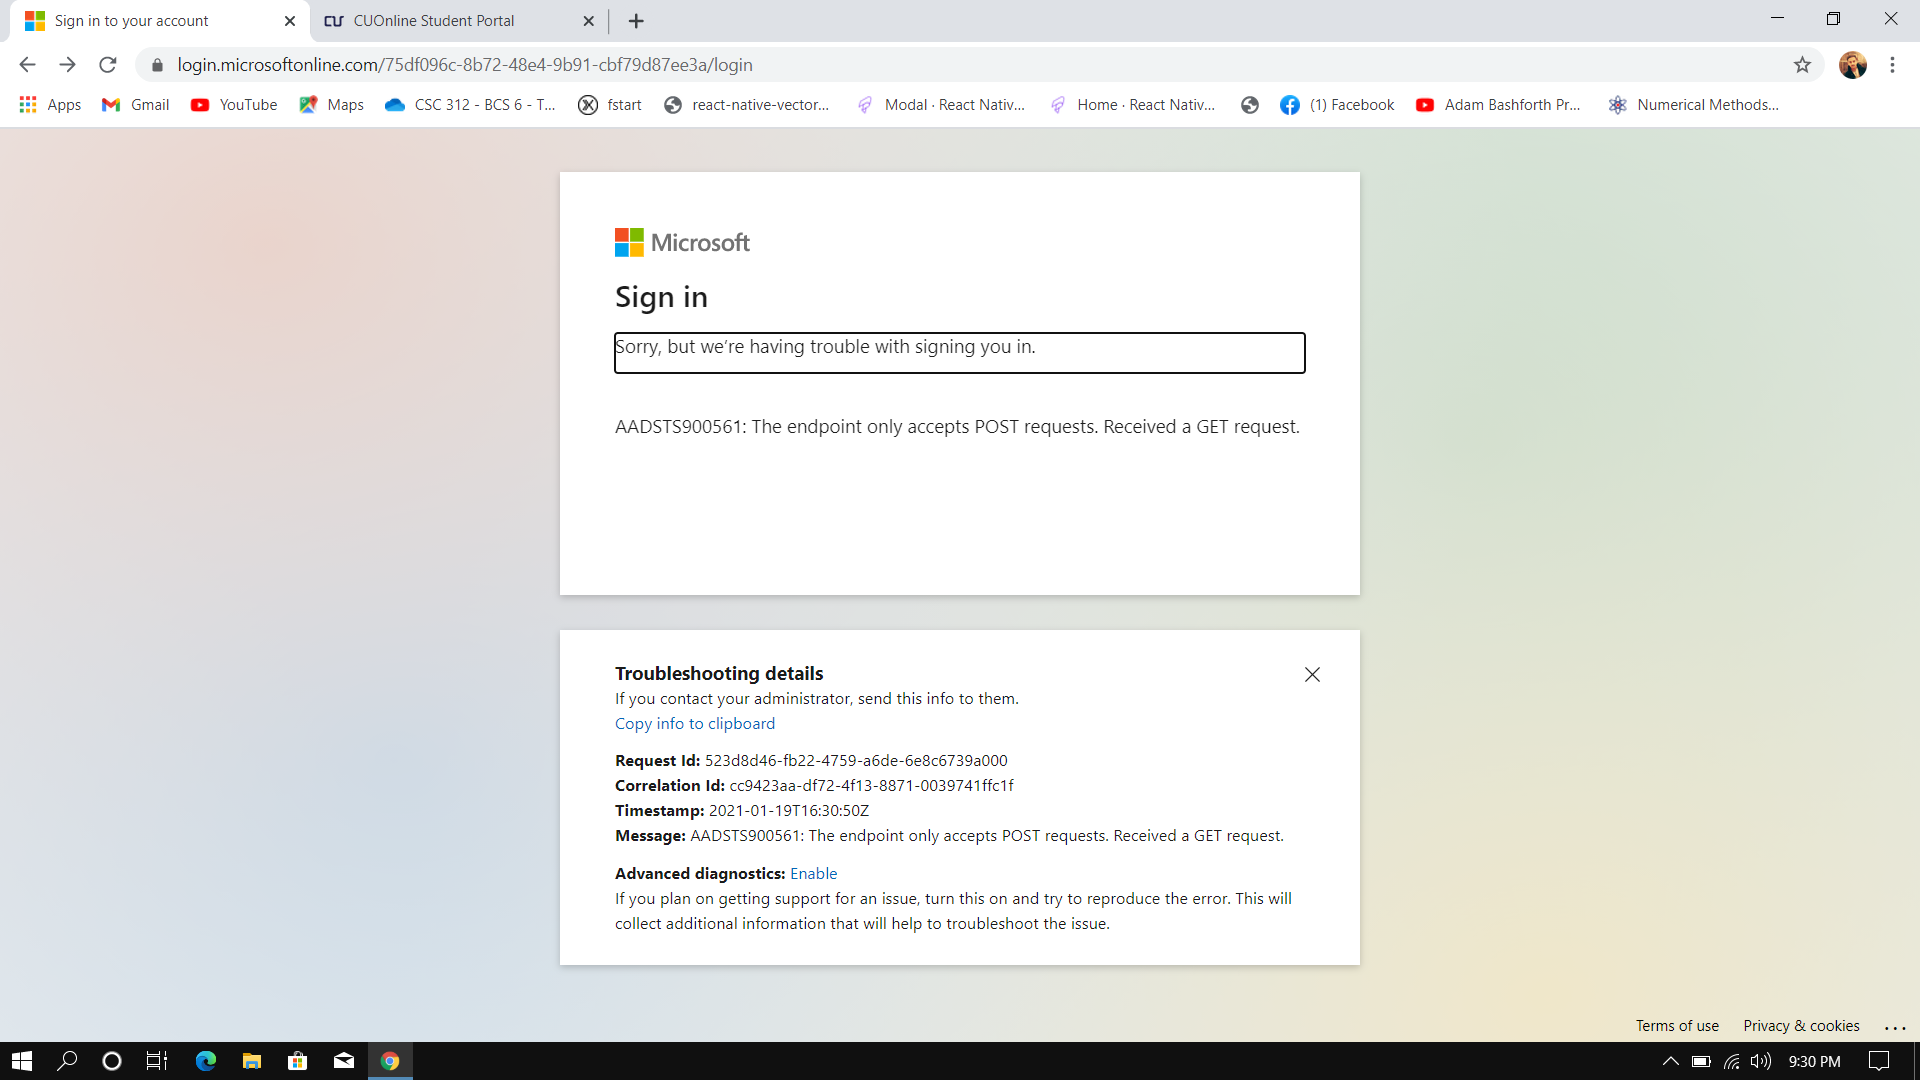 Sign in to your account
CUOnline Student Portal
login.microsoftonline.com/75df096c-8b72-48e4-9b91-cbf79d87ee3a/login
Apps Gmail YouTube Maps CSC 312 - BCS 6 - T... fstart react-native-vector... Modal · React Nativ... Home · React Nativ... (1) Facebook Adam Bashforth Pr... Numerical Methods...
Microsoft
Sign in
Sorry, but we're having trouble with signing you in.
AADSTS900561: The endpoint only accepts POST requests. Received a GET request.
Troubleshooting details
If you contact your administrator, send this info to them.
Copy info to clipboard
Request Id: 523d8d46-fb22-4759-a6de-6e8c6739a000
Correlation Id: cc9423aa-df72-4f13-8871-0039741ffc1f
Timestamp: 2021-01-19T16:30:50Z
Message: AADSTS900561: The endpoint only accepts POST requests. Received a GET request.
Advanced diagnostics: Enable
If you plan on getting support for an issue, turn this on and try to reproduce the error. This will
collect additional information that will help to troubleshoot the issue.
Terms of use Privacy & cookies ...
9:30 PM